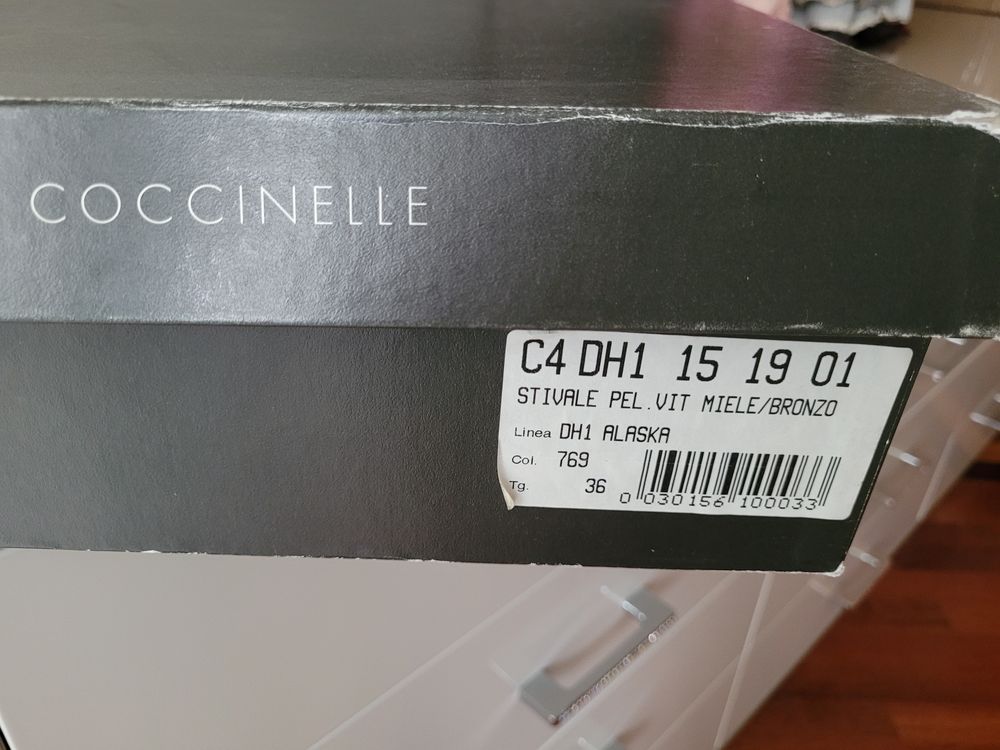 COCCINELLE
C4 DH1 15 19 01
STIVALE PEL.VIT MIELE/BRONZO
Linea DH1 ALASKA
Col. 769
Tg. 36
0 030156 100033